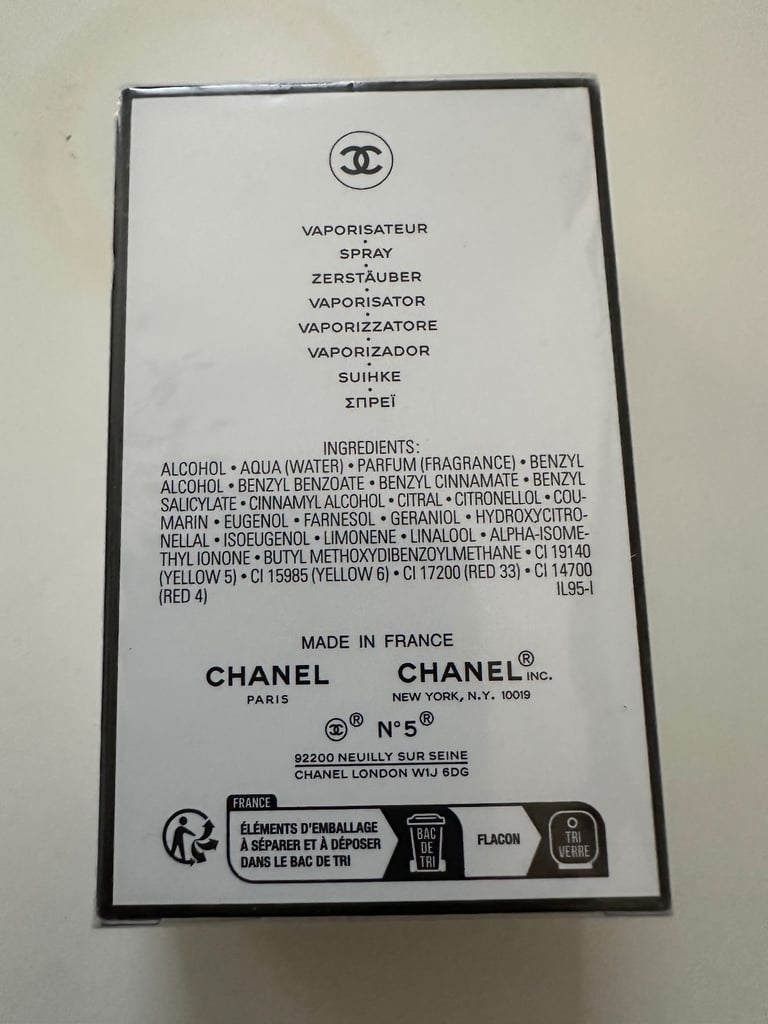 VAPORISATEUR
•
SPRAY
•
ZERSTÄUBER
•
VAPORISATOR
•
VAPORIZZATORE
•
VAPORIZADOR
•
SUIHKE
•
ΣΠΡΕΪ
INGREDIENTS:
ALCOHOL • AQUA (WATER) • PARFUM (FRAGRANCE) • BENZYL
ALCOHOL • BENZYL BENZOATE • BENZYL CINNAMATE • BENZYL
SALICYLATE • CINNAMYL ALCOHOL • CITRAL • CITRONELLOL • COU-
MARIN • EUGENOL • FARNESOL • GERANIOL • HYDROXYCITRO-
NELLAL • ISOEUGENOL • LIMONENE • LINALOOL • ALPHA-ISOME-
THYL IONONE • BUTYL METHOXYDIBENZOYLMETHANE • CI 19140
(YELLOW 5) • CI 15985 (YELLOW 6) • CI 17200 (RED 33) • CI 14700
(RED 4) IL95-I
MADE IN FRANCE
CHANEL CHANEL® INC.
PARIS NEW YORK, N.Y. 10019
® N°5®
92200 NEUILLY SUR SEINE
CHANEL LONDON W1J 6DG
FRANCE
ÉLÉMENTS D'EMBALLAGE
À SÉPARER ET À DÉPOSER
DANS LE BAC DE TRI
BAC
DE
TRI
FLACON
TRI
VERRE